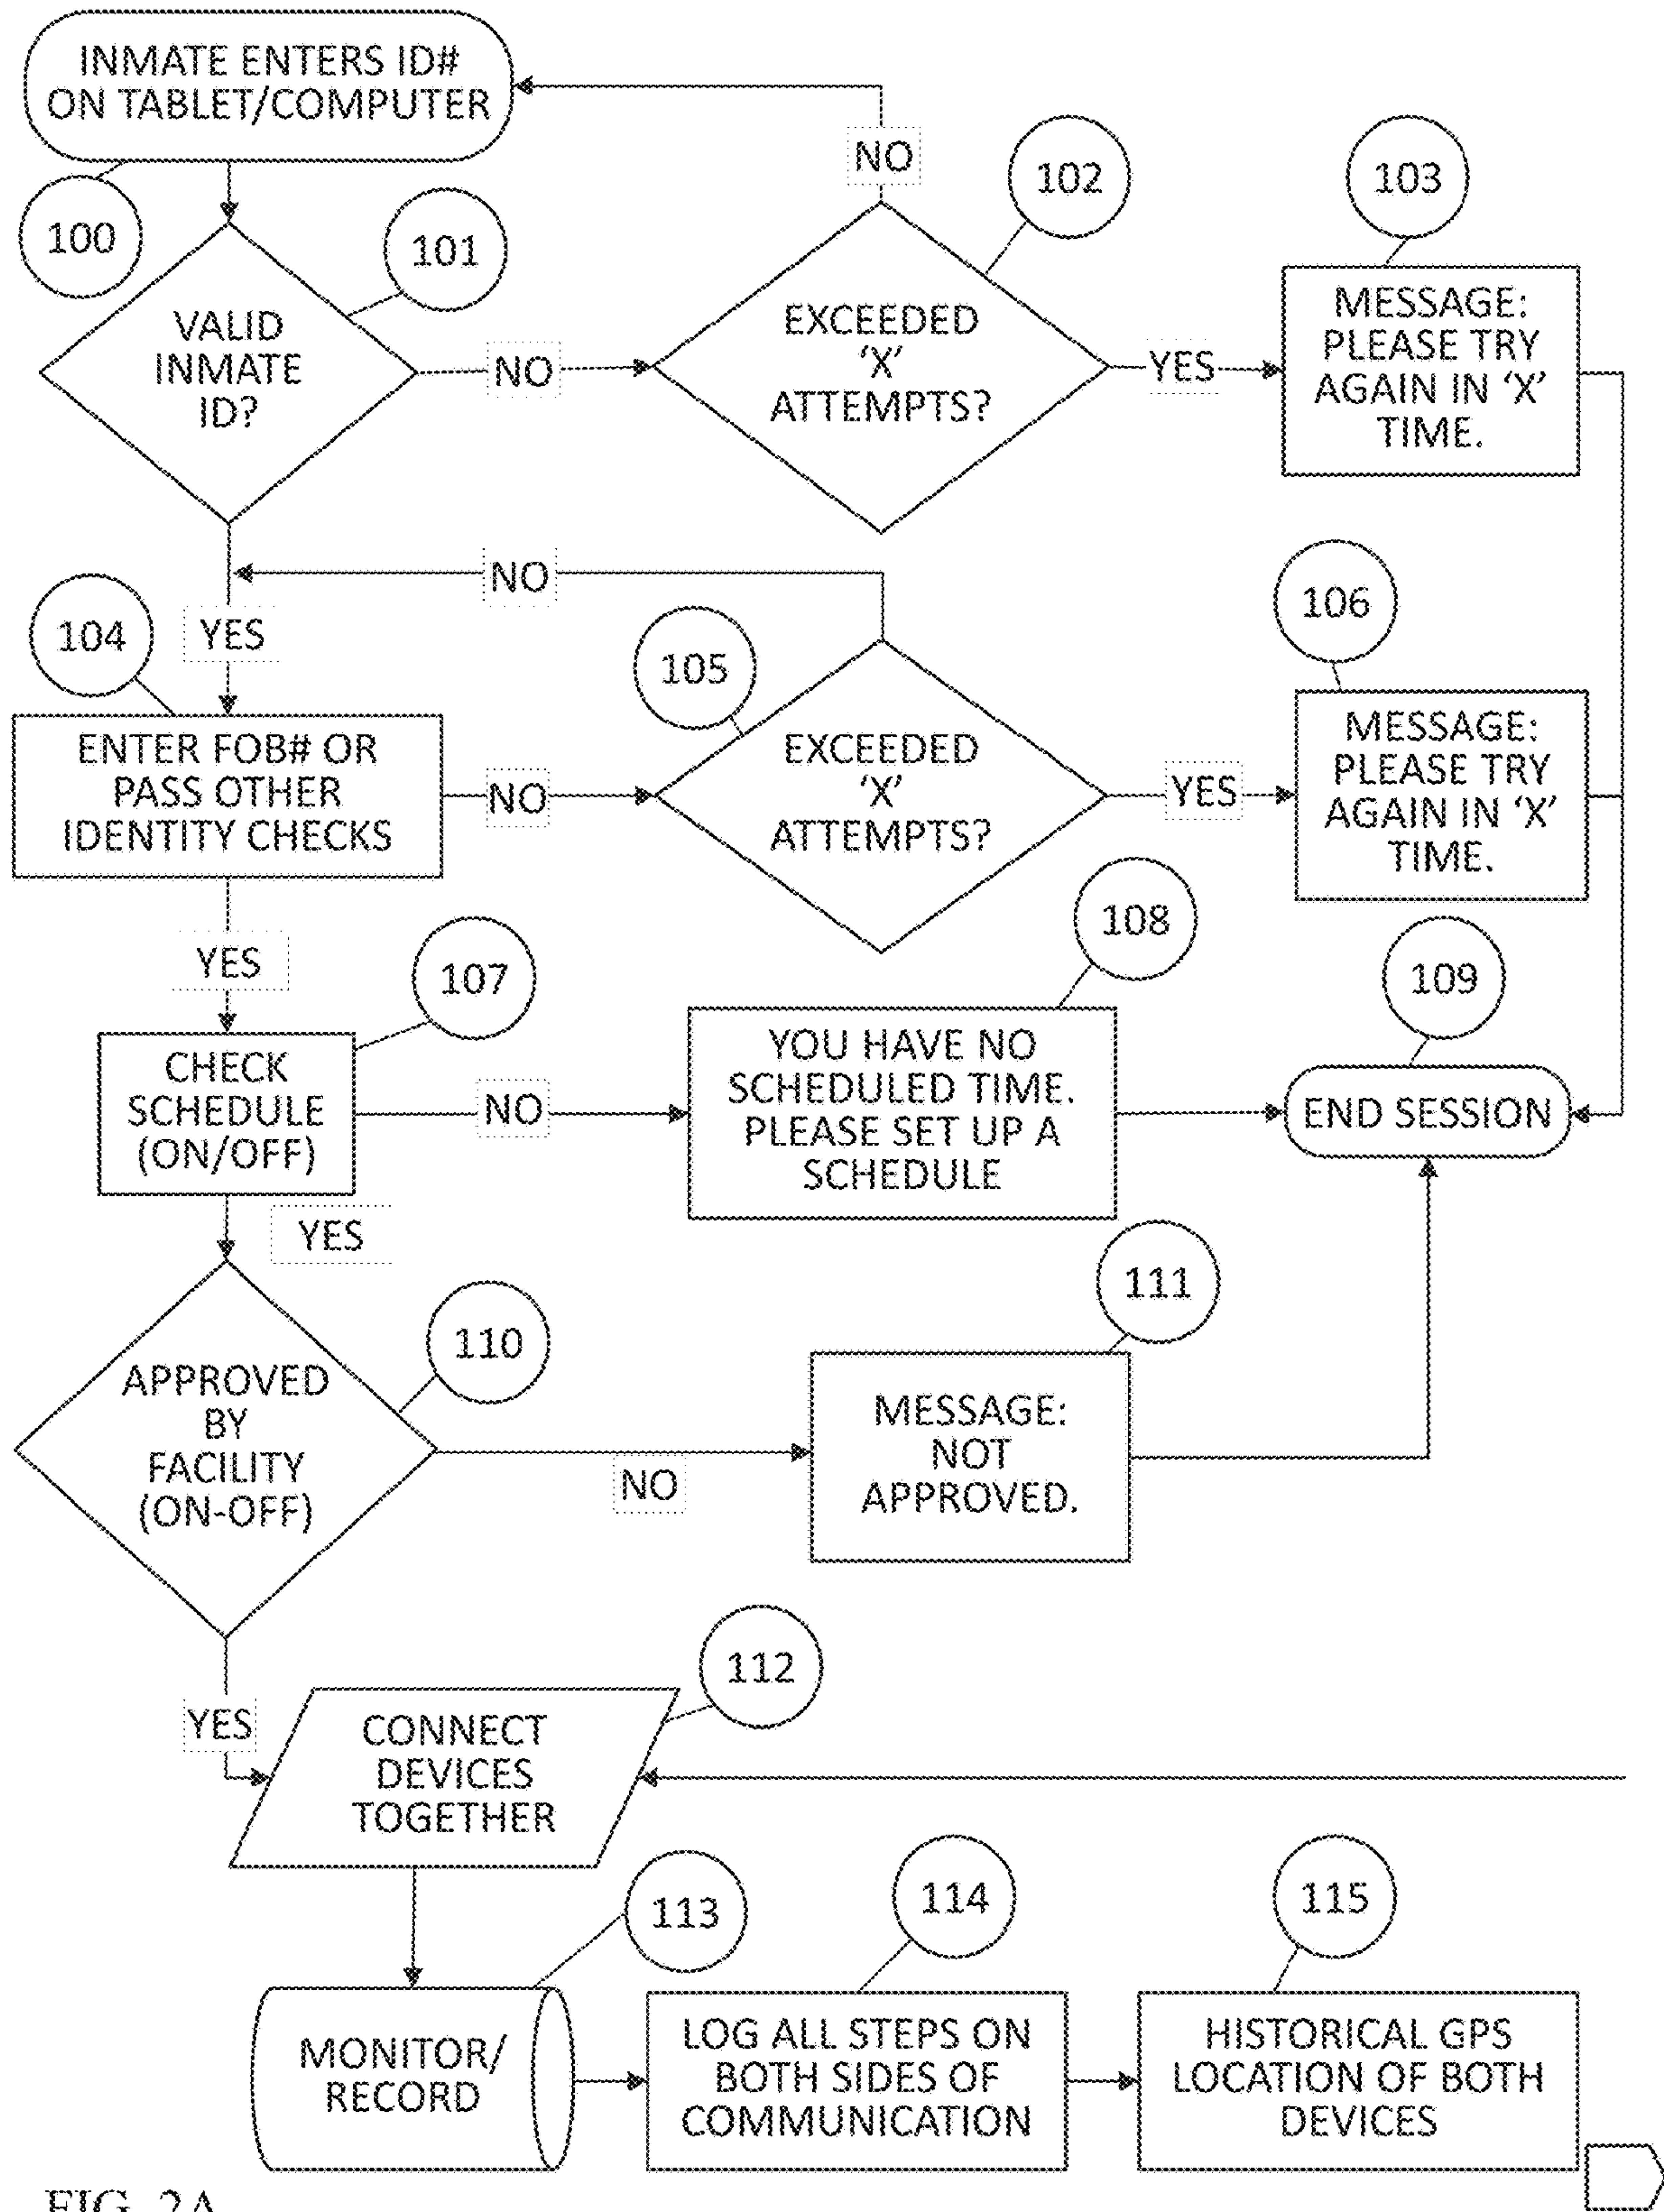 INMATE ENTERS ID#
ON TABLET/COMPUTER
100
VALID
INMATE
ID?
101
NO
EXCEEDED
‘X’
ATTEMPTS?
102
NO
YES
MESSAGE:
PLEASE TRY
AGAIN IN ‘X’
TIME.
103
NO
YES
104
ENTER FOB# OR
PASS OTHER
IDENTITY CHECKS
NO
105
EXCEEDED
‘X’
ATTEMPTS?
YES
106
MESSAGE:
PLEASE TRY
AGAIN IN ‘X’
TIME.
YES
107
CHECK
SCHEDULE
(ON/OFF)
NO
108
YOU HAVE NO
SCHEDULED TIME.
PLEASE SET UP A
SCHEDULE
109
END SESSION
YES
110
APPROVED
BY
FACILITY
(ON-OFF)
NO
111
MESSAGE:
NOT
APPROVED.
YES
112
CONNECT
DEVICES
TOGETHER
113
MONITOR/
RECORD
114
LOG ALL STEPS ON
BOTH SIDES OF
COMMUNICATION
115
HISTORICAL GPS
LOCATION OF BOTH
DEVICES
FIG. 2A